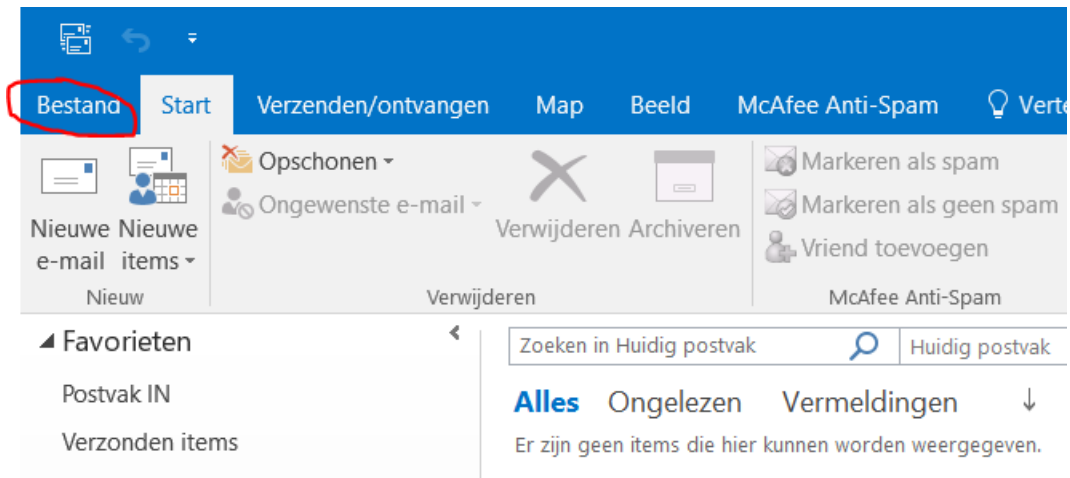 Bestand Start Verzenden/ontvangen Map Beeld McAfee Anti-Spam
Opschonen
Ongewenste e-mail
Nieuwe e-mail
Nieuwe items
Verwijderen Archiveren
Markeren als spam
Markeren als geen spam
Vriend toevoegen
Nieuw Verwijderen McAfee Anti-Spam
Favorieten
Postvak IN
Verzonden items
Zoeken in Huidig postvak Huidig postvak
Alles Ongelezen Vermeldingen
Er zijn geen items die hier kunnen worden weergegeven.